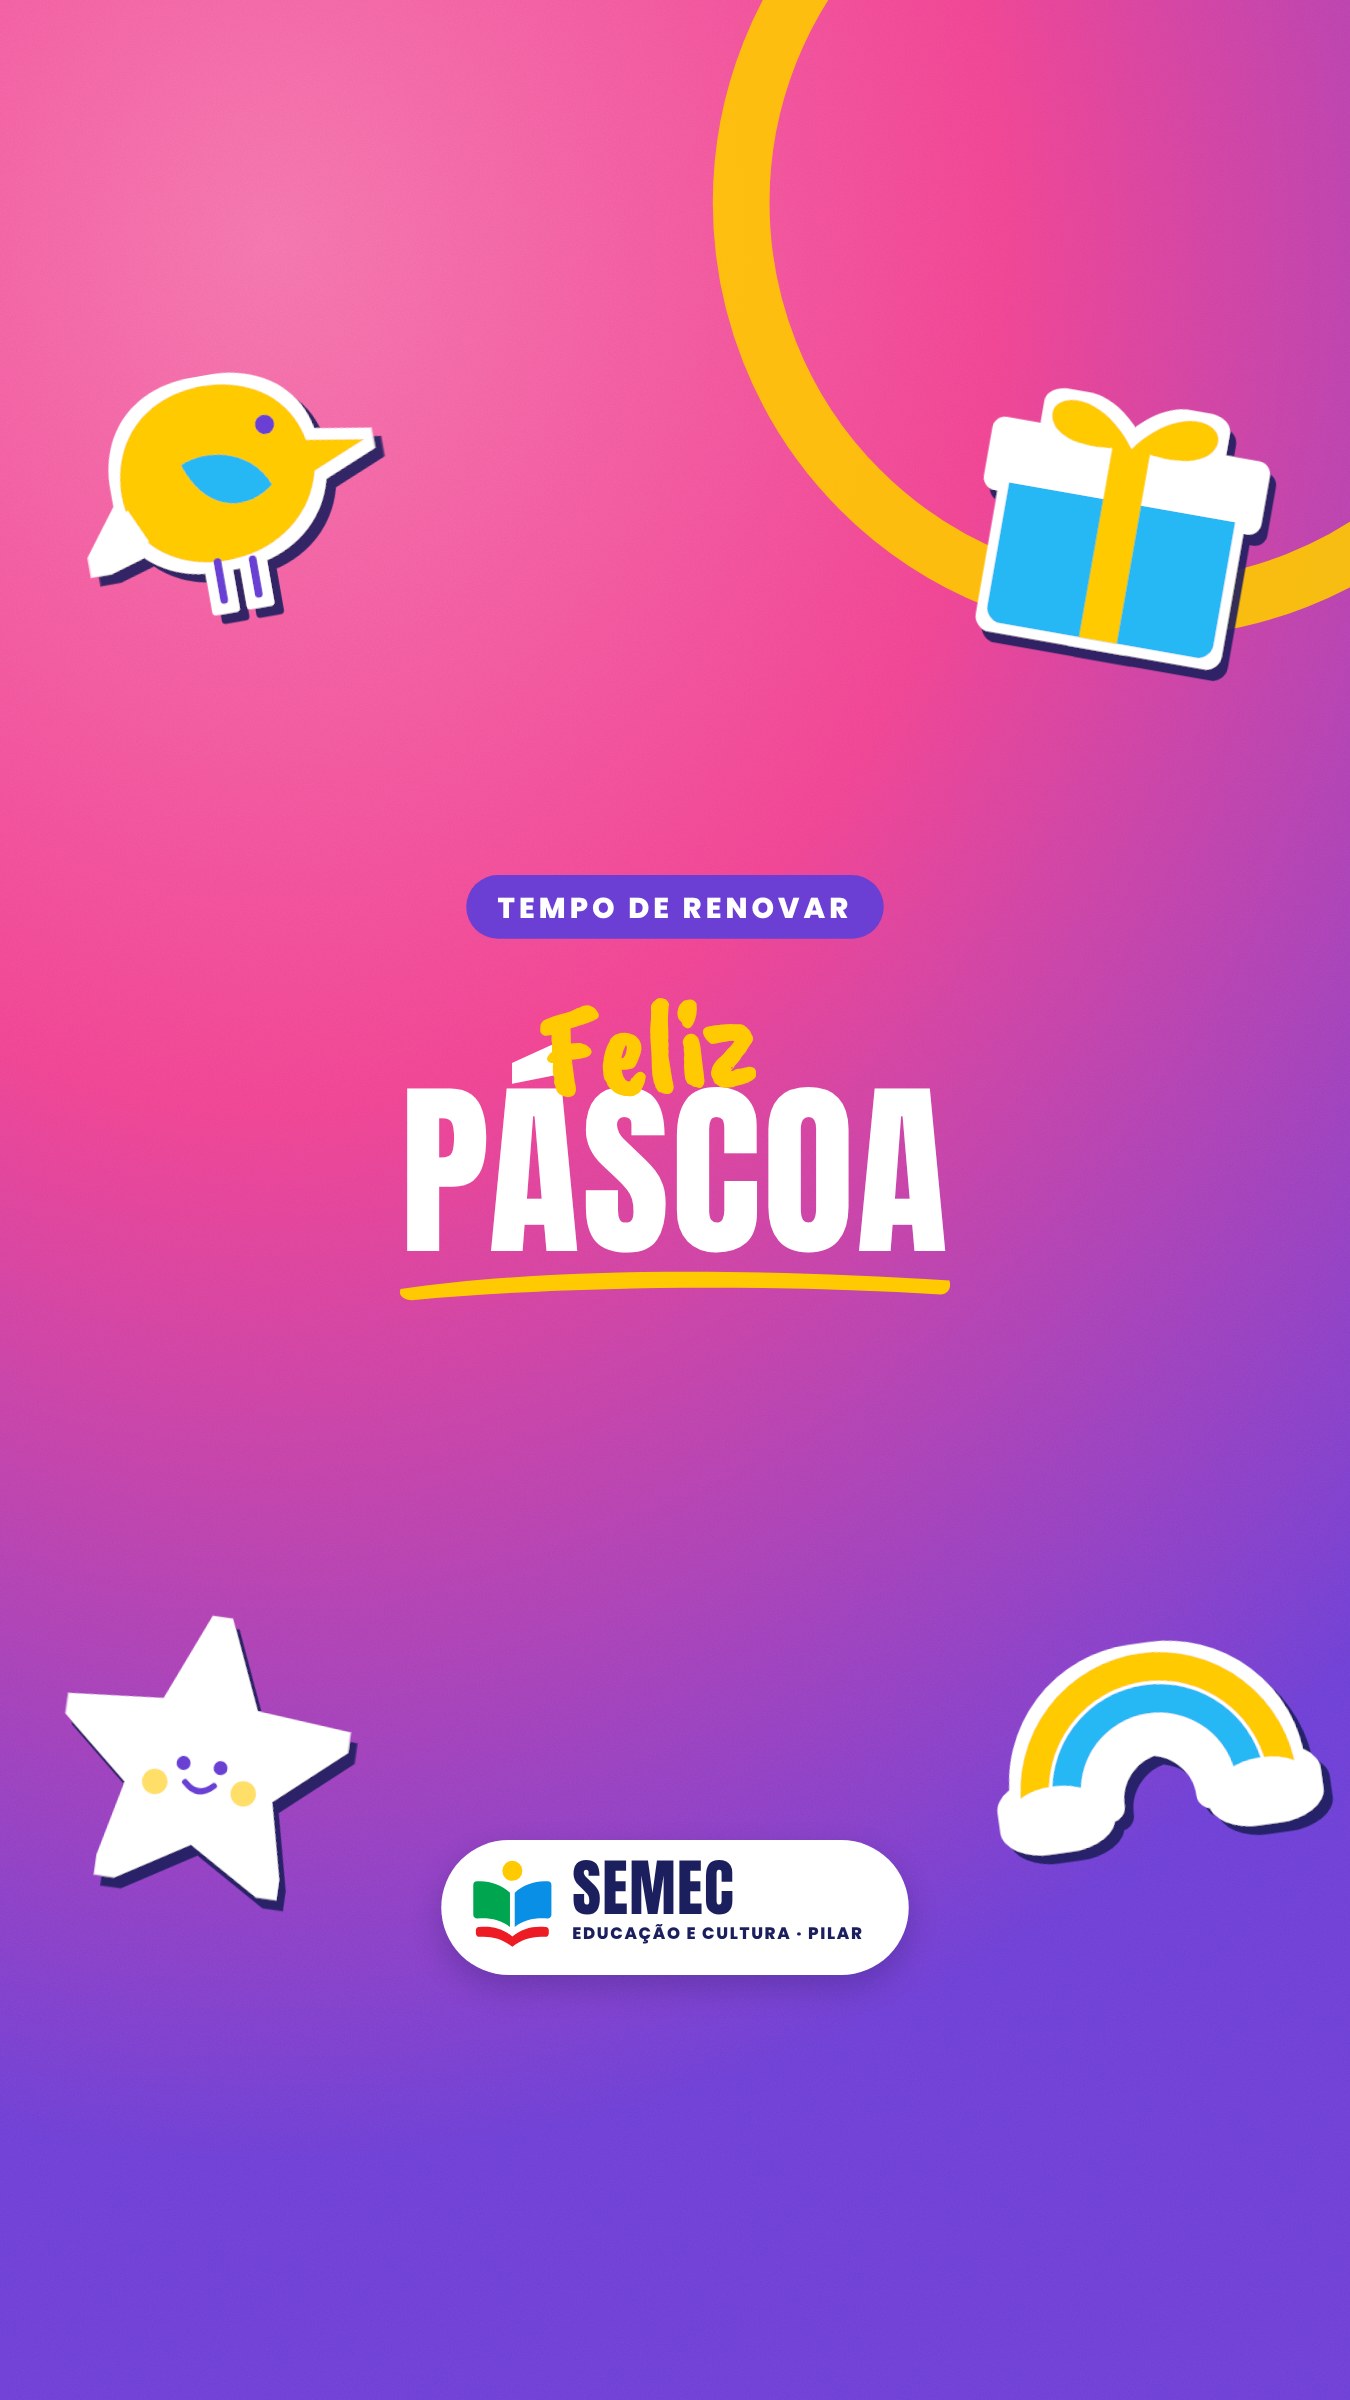 TEMPO DE RENOVAR
Feliz
PÁSCOA
SEMEC
EDUCAÇÃO E CULTURA · PILAR